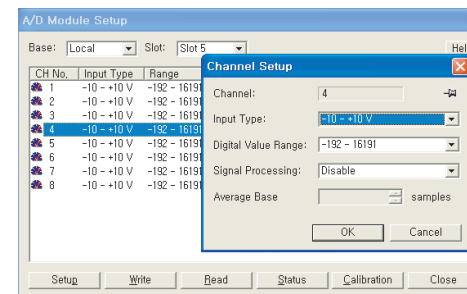 A/D Module Setup
Base: Local Slot: Slot 5
Hel
CH No. Input Type Range
1 -10 - +10 V -192 - 16191
2 -10 - +10 V -192 - 16191
3 -10 - +10 V -192 - 16191
4 -10 - +10 V -192 - 16191
5 -10 - +10 V -192 - 16191
6 -10 - +10 V -192 - 16191
7 -10 - +10 V -192 - 16191
8 -10 - +10 V -192 - 16191
Channel Setup
Channel: 4
Input Type: -10 - +10 V
Digital Value Range: -192 - 16191
Signal Processing: Disable
Average Base samples
OK Cancel
Setup Write Read Status Calibration Close